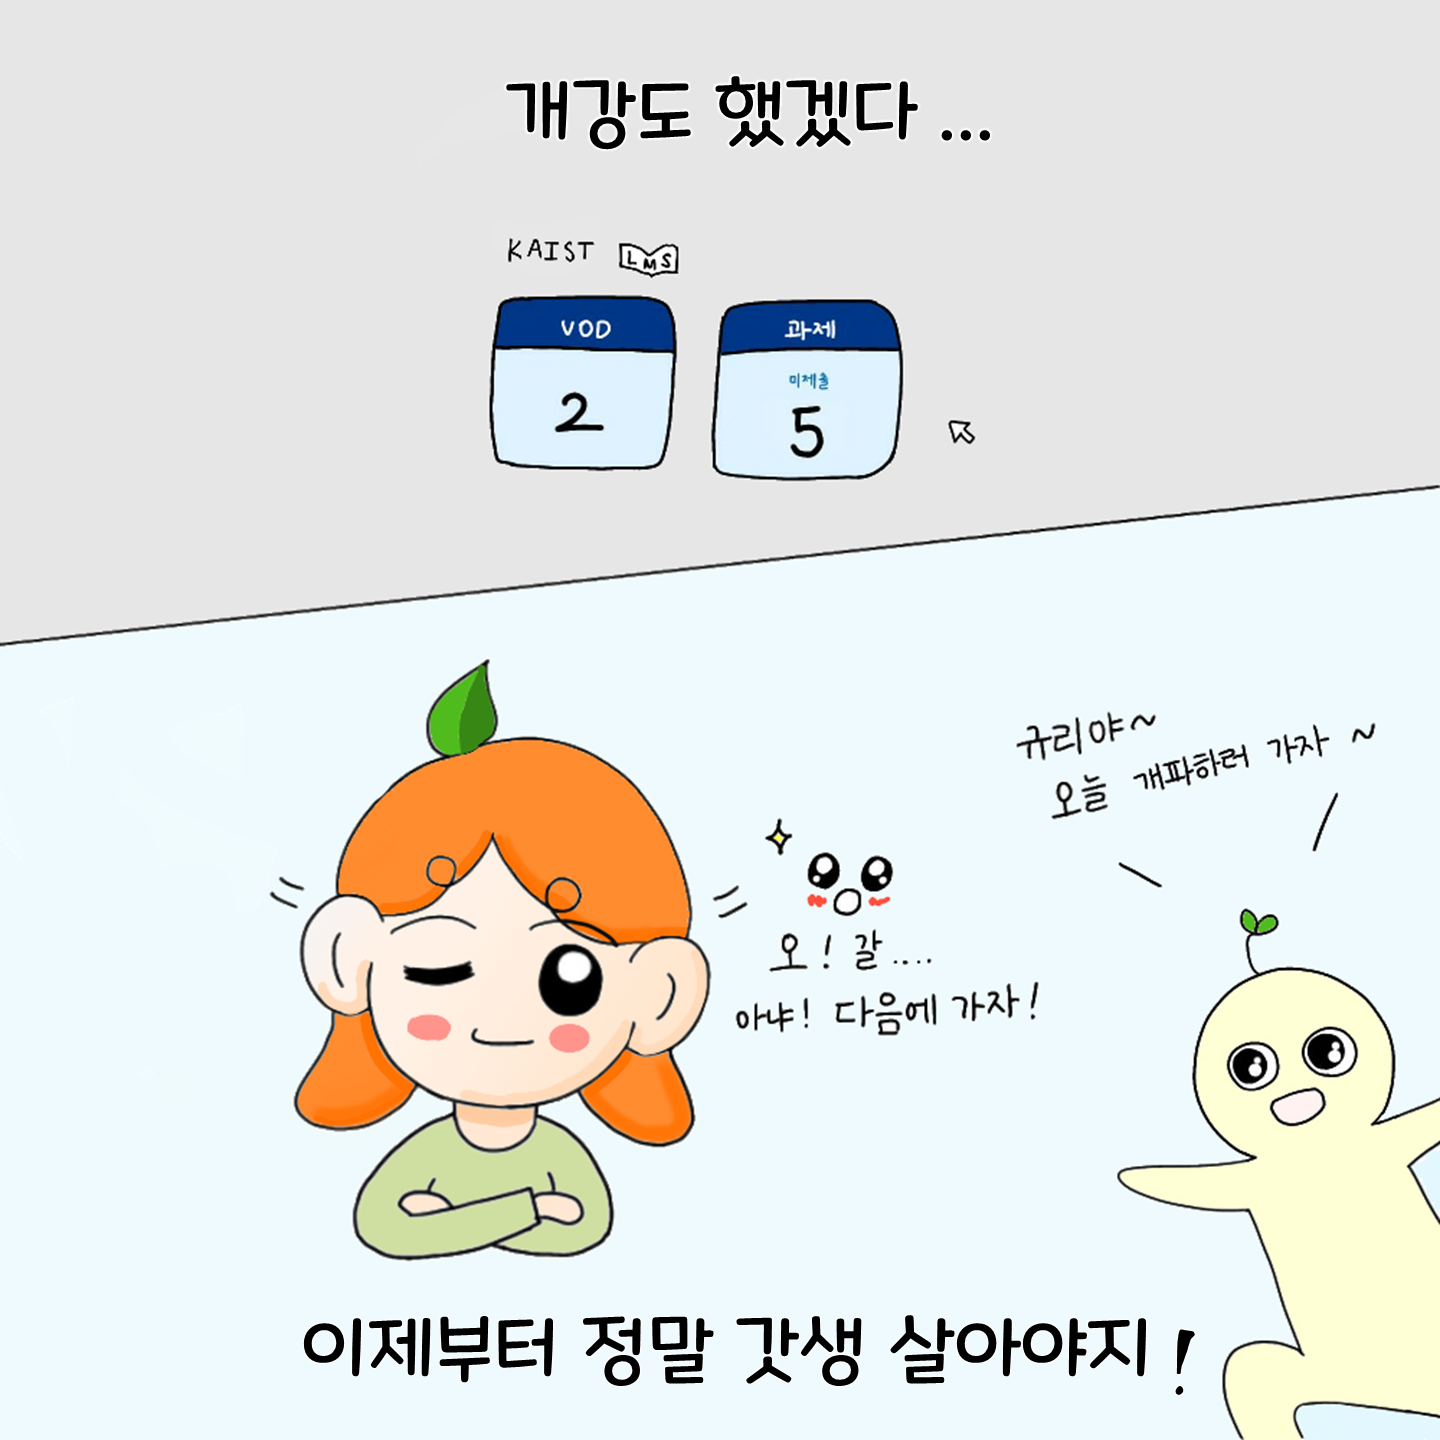 개강도 했겠다 ...
KAIST LMS
VOD
2
과제
미제출
5
규리야~
오늘 개파하러 가자 ~
오! 갈....
아냐! 다음에 가자!
이제부터 정말 갓생 살아야지!